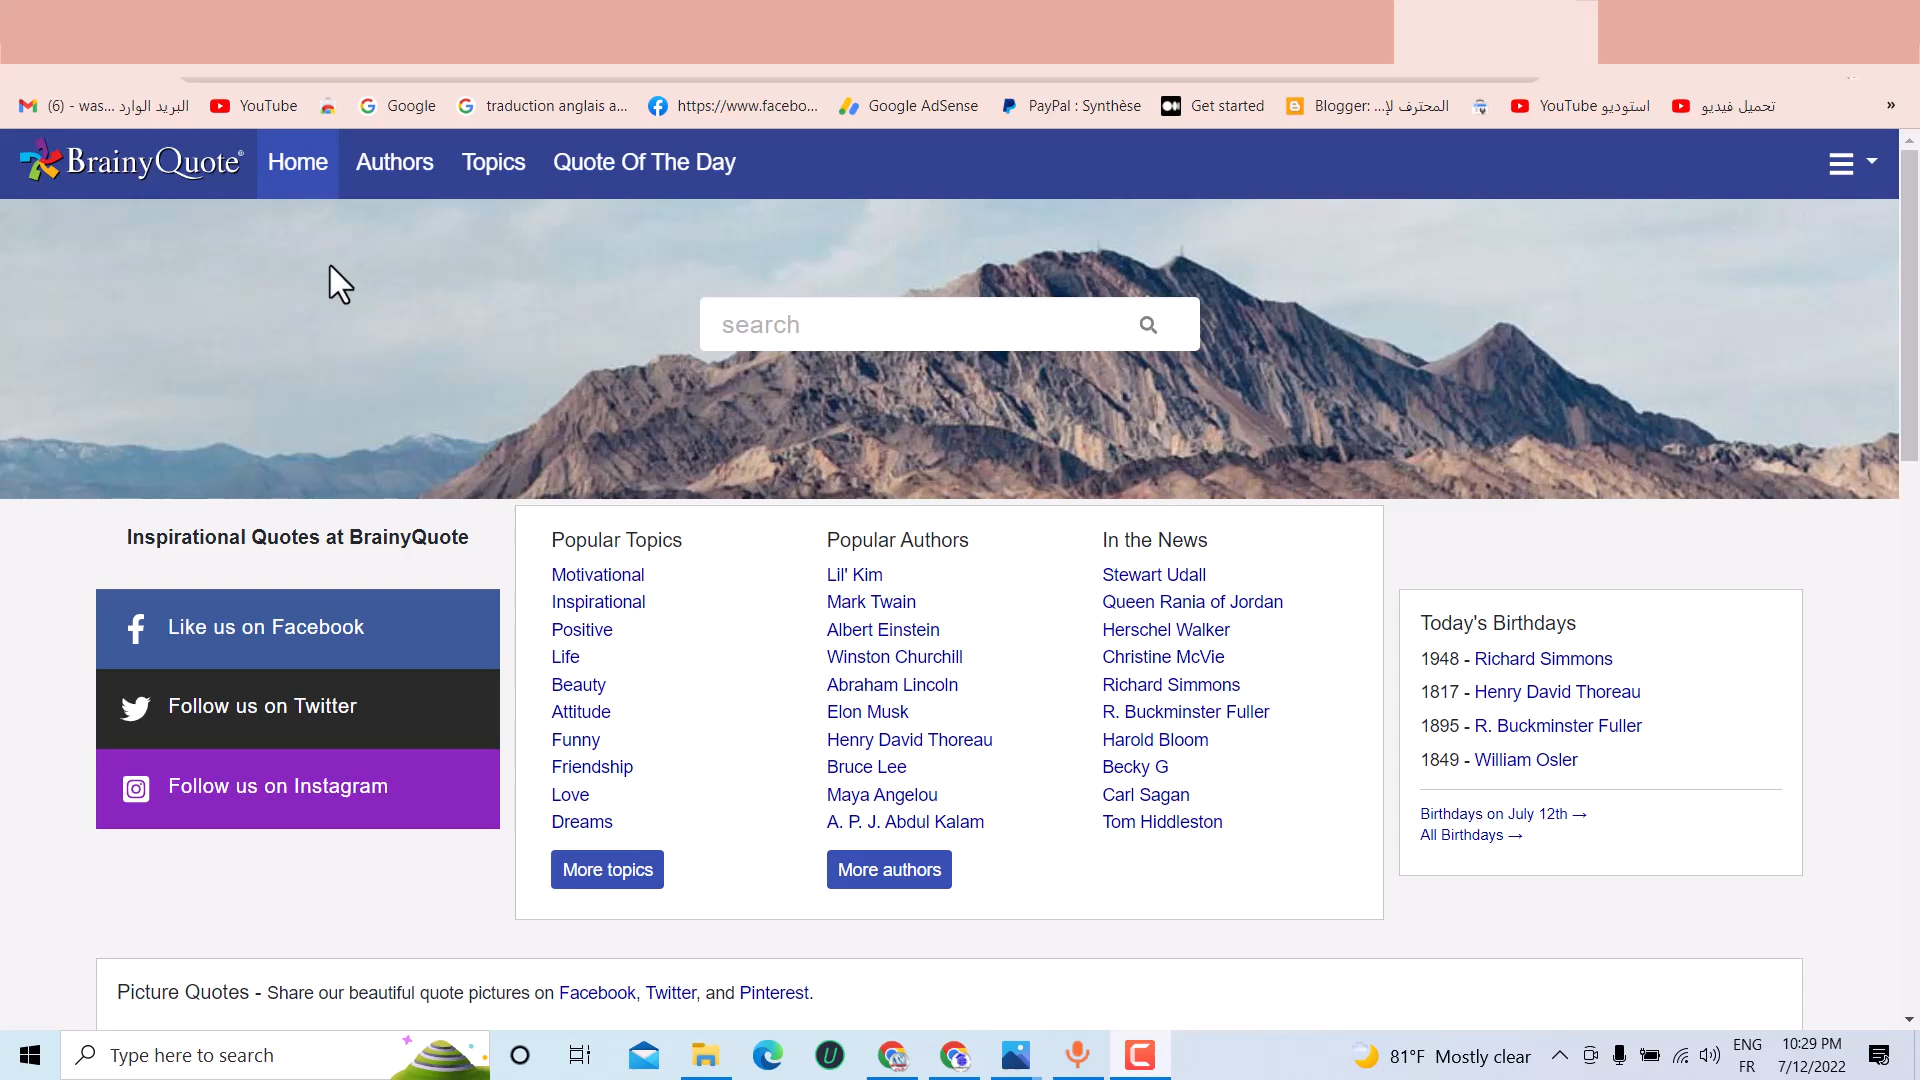 (6) - was... البريد الوارد
YouTube
Google
traduction anglais a...
https://www.facebo...
Google AdSense
PayPal : Synthèse
Get started
Blogger: ...المحترف لإ
YouTube استوديو
تحميل فيديو
»
BrainyQuote®
Home
Authors
Topics
Quote Of The Day
search
Inspirational Quotes at BrainyQuote
Like us on Facebook
Follow us on Twitter
Follow us on Instagram
Popular Topics
Motivational
Inspirational
Positive
Life
Beauty
Attitude
Funny
Friendship
Love
Dreams
More topics
Popular Authors
Lil' Kim
Mark Twain
Albert Einstein
Winston Churchill
Abraham Lincoln
Elon Musk
Henry David Thoreau
Bruce Lee
Maya Angelou
A. P. J. Abdul Kalam
More authors
In the News
Stewart Udall
Queen Rania of Jordan
Herschel Walker
Christine McVie
Richard Simmons
R. Buckminster Fuller
Harold Bloom
Becky G
Carl Sagan
Tom Hiddleston
Today's Birthdays
1948 - Richard Simmons
1817 - Henry David Thoreau
1895 - R. Buckminster Fuller
1849 - William Osler
Birthdays on July 12th →
All Birthdays →
Picture Quotes - Share our beautiful quote pictures on Facebook, Twitter, and Pinterest.
Type here to search
81°F Mostly clear
ENG
FR
10:29 PM
7/12/2022